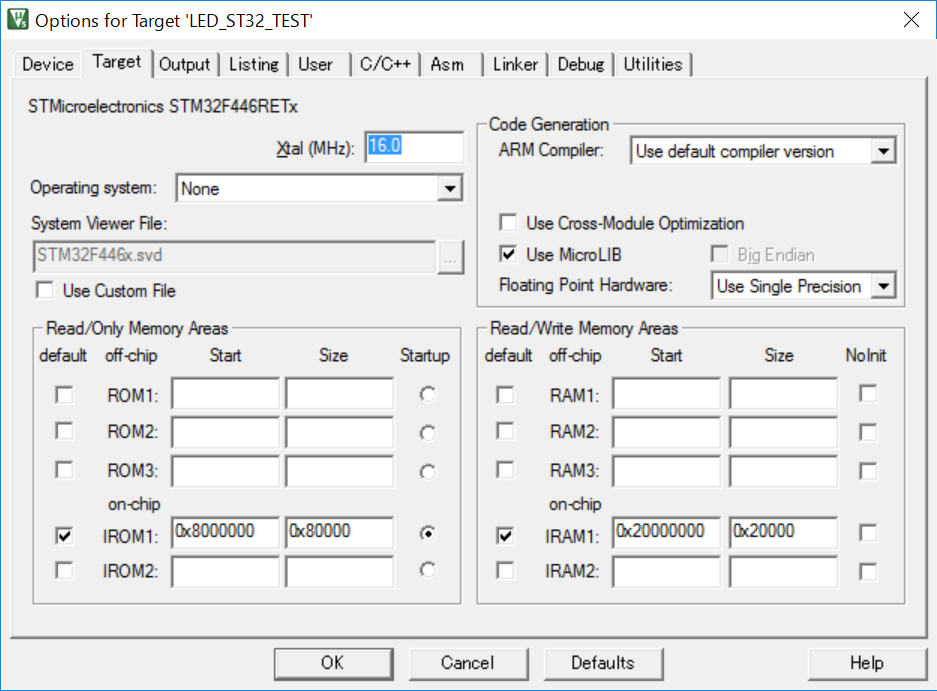 Options for Target 'LED_ST32_TEST'
Device Target Output Listing User C/C++ Asm Linker Debug Utilities
STMicroelectronics STM32F446RETx
Xtal (MHz): 16.0
Operating system: None
System Viewer File:
STM32F446x.svd ...
Use Custom File
Code Generation
ARM Compiler: Use default compiler version
Use Cross-Module Optimization
Use MicroLIB Big Endian
Floating Point Hardware: Use Single Precision
Read/Only Memory Areas
default off-chip Start Size Startup
ROM1:
ROM2:
ROM3:
on-chip
IROM1: 0x8000000 0x80000
IROM2:
Read/Write Memory Areas
default off-chip Start Size NoInit
RAM1:
RAM2:
RAM3:
on-chip
IRAM1: 0x20000000 0x20000
IRAM2:
OK Cancel Defaults Help